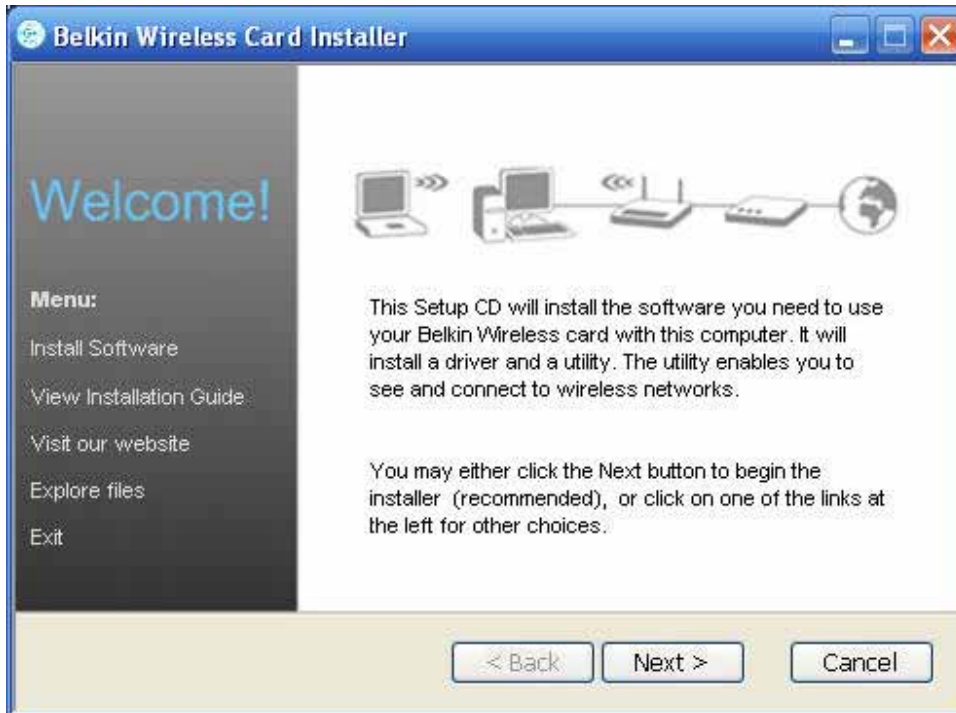 Belkin Wireless Card Installer
Welcome!
Menu:
Install Software
View Installation Guide
Visit our website
Explore files
Exit
This Setup CD will install the software you need to use
your Belkin Wireless card with this computer. It will
install a driver and a utility. The utility enables you to
see and connect to wireless networks.
You may either click the Next button to begin the
installer (recommended), or click on one of the links at
the left for other choices.
< Back
Next >
Cancel